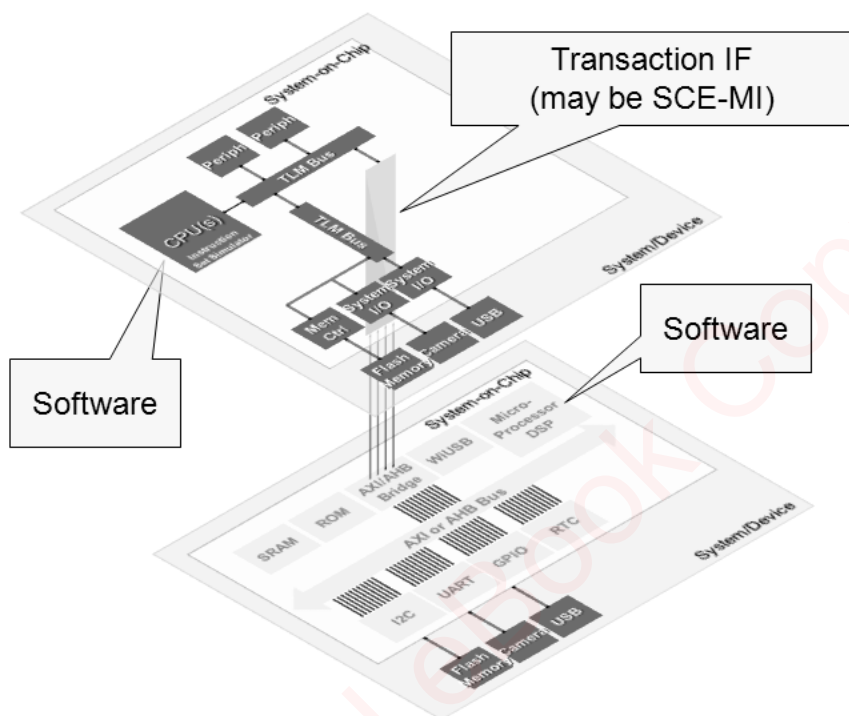 Transaction IF
(may be SCE-MI)
System-on-Chip
Periph
Periph
TLM Bus
CPU(s)
Instruction
Set Simulator
TLM Bus
System/Device
System
I/O
System
I/O
Mem
Ctrl
USB
Camera
Flash
Memory
Software
Software
System-on-Chip
Micro-
Processor
DSP
WiUSB
AXI/AHB
Bridge
ROM
SRAM
AXI or AHB Bus
RTC
GPIO
UART
I2C
System/Device
USB
Camera
Flash
Memory
eBook